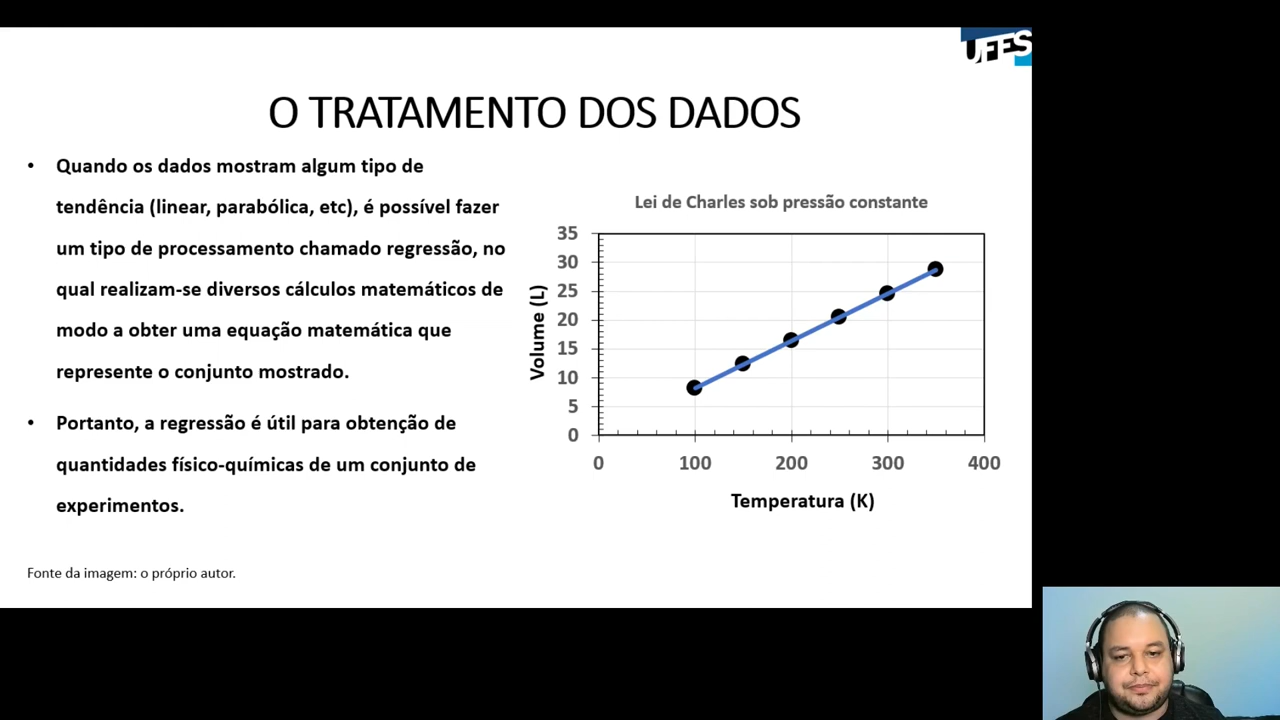 UFES
O TRATAMENTO DOS DADOS
• Quando os dados mostram algum tipo de
tendência (linear, parabólica, etc), é possível fazer
um tipo de processamento chamado regressão, no
qual realizam-se diversos cálculos matemáticos de
modo a obter uma equação matemática que
represente o conjunto mostrado.
• Portanto, a regressão é útil para obtenção de
quantidades físico-químicas de um conjunto de
experimentos.
Lei de Charles sob pressão constante
Volume (L)
35
30
25
20
15
10
5
0
0 100 200 300 400
Temperatura (K)
Fonte da imagem: o próprio autor.